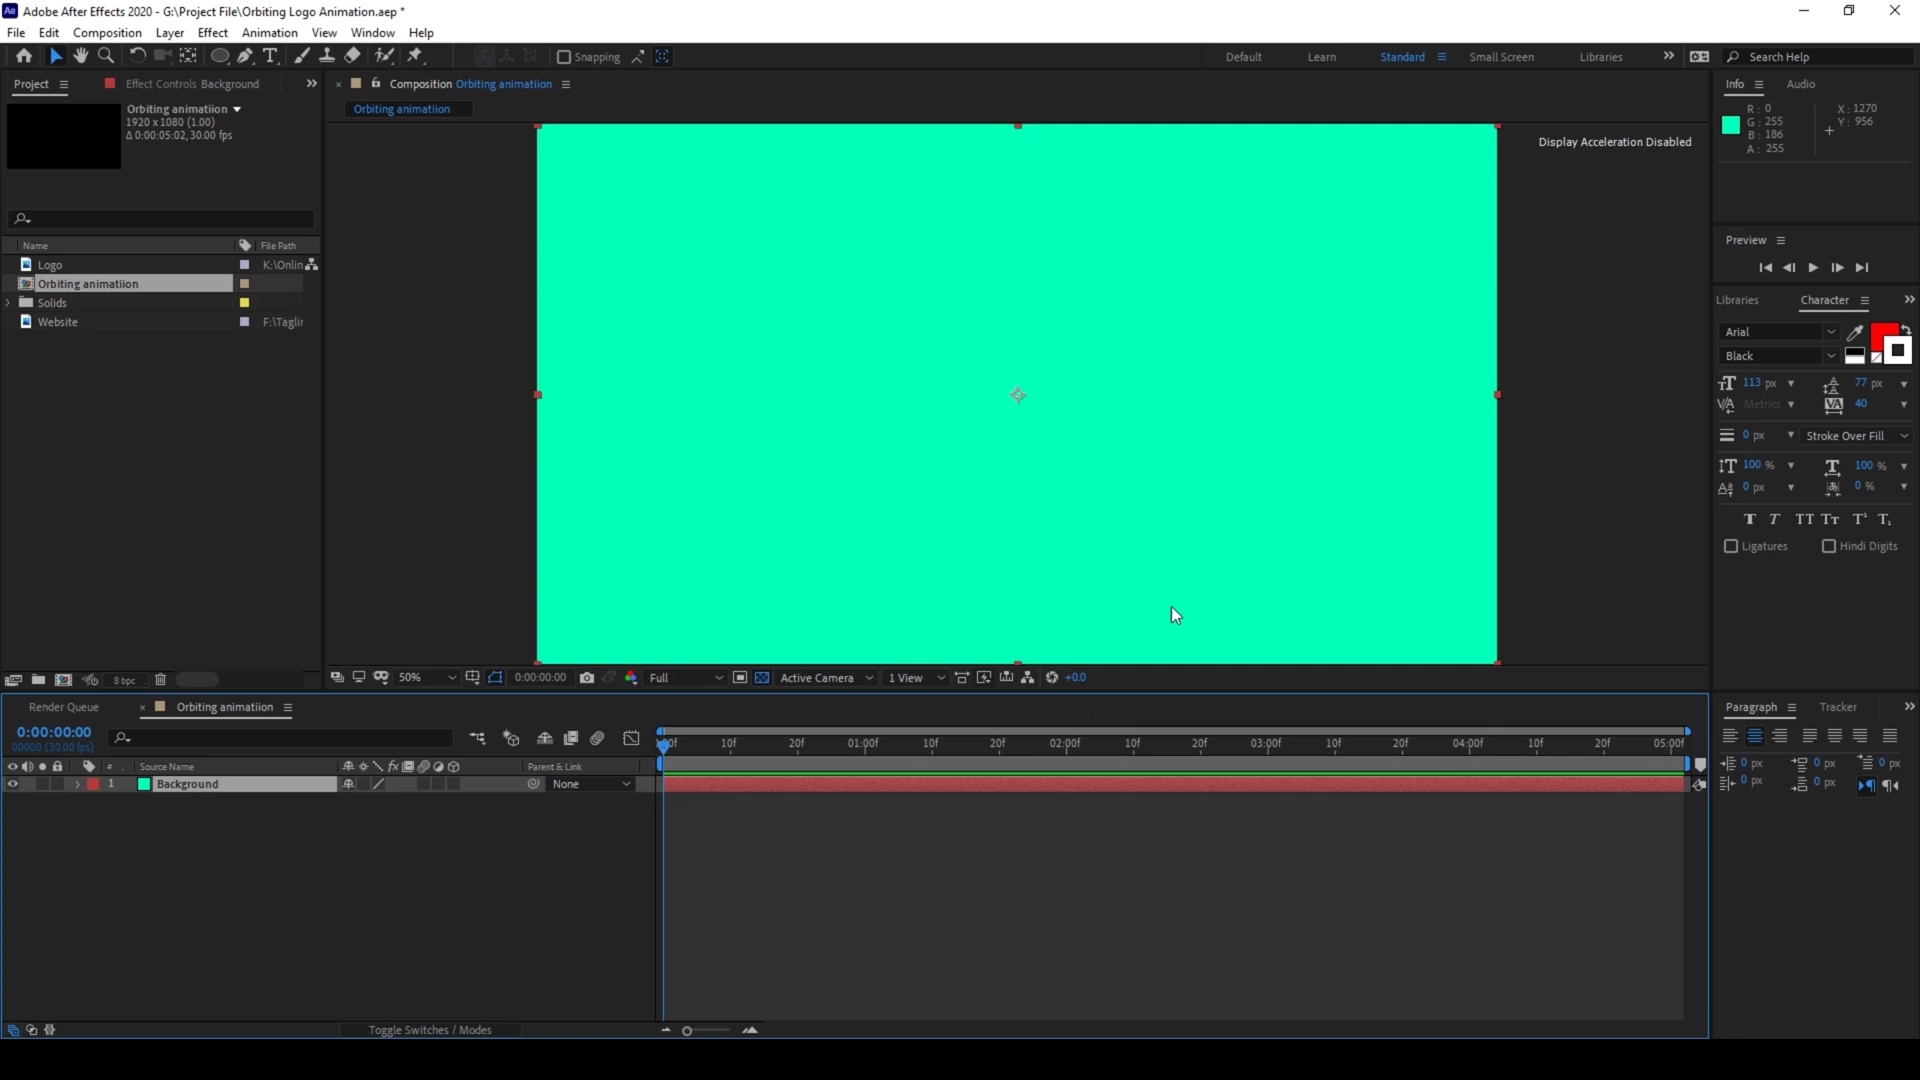 Adobe After Effects 2020 - G:\Project File\Orbiting Logo Animation.aep *
File Edit Composition Layer Effect Animation View Window Help
Snapping
Default Learn Standard Small Screen Libraries Search Help
Project Effect Controls Background
Composition Orbiting animatiion
Info Audio
Orbiting animatiion
1920 x 1080 (1.00)
Δ 0:00:05:02, 30.00 fps
Orbiting animatiion
Display Acceleration Disabled
R: 0
G: 255
B: 186
A: 255
X: 1270
Y: 956
Name File Path
Logo K:\Onlin
Orbiting animatiion
Solids
Website F:\Taglir
Preview
Libraries Character
Arial
Black
113 px 77 px
Metrics 40
0 px Stroke Over Fill
100 % 100 %
0 px 0 %
T T TT Tt T¹ T₁
Ligatures Hindi Digits
8 bpc
50% 0:00:00:00 Full Active Camera 1 View +0.0
Render Queue Orbiting animatiion
0:00:00:00
00000 (30.00 fps)
10f 20f 01:00f 10f 20f 02:00f 10f 20f 03:00f 10f 20f 04:00f 10f 20f 05:00f
# Source Name Parent & Link
1 Background None
Toggle Switches / Modes
Paragraph Tracker
0 px 0 px 0 px
0 px 0 px